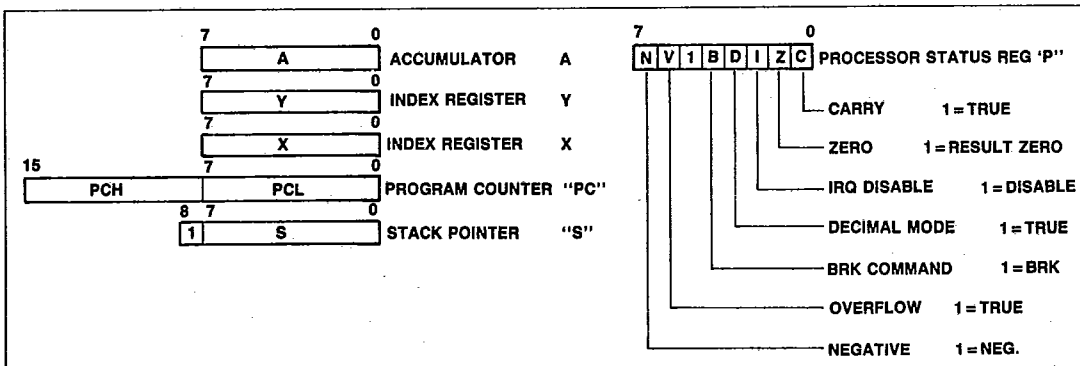 7 0
A ACCUMULATOR A
7 0
Y INDEX REGISTER Y
7 0
X INDEX REGISTER X
15 7 0
PCH PCL PROGRAM COUNTER "PC"
8 7 0
1 S STACK POINTER "S"
7 0
N V 1 B D I Z C PROCESSOR STATUS REG 'P"
CARRY 1=TRUE
ZERO 1=RESULT ZERO
IRQ DISABLE 1=DISABLE
DECIMAL MODE 1=TRUE
BRK COMMAND 1=BRK
OVERFLOW 1=TRUE
NEGATIVE 1=NEG.